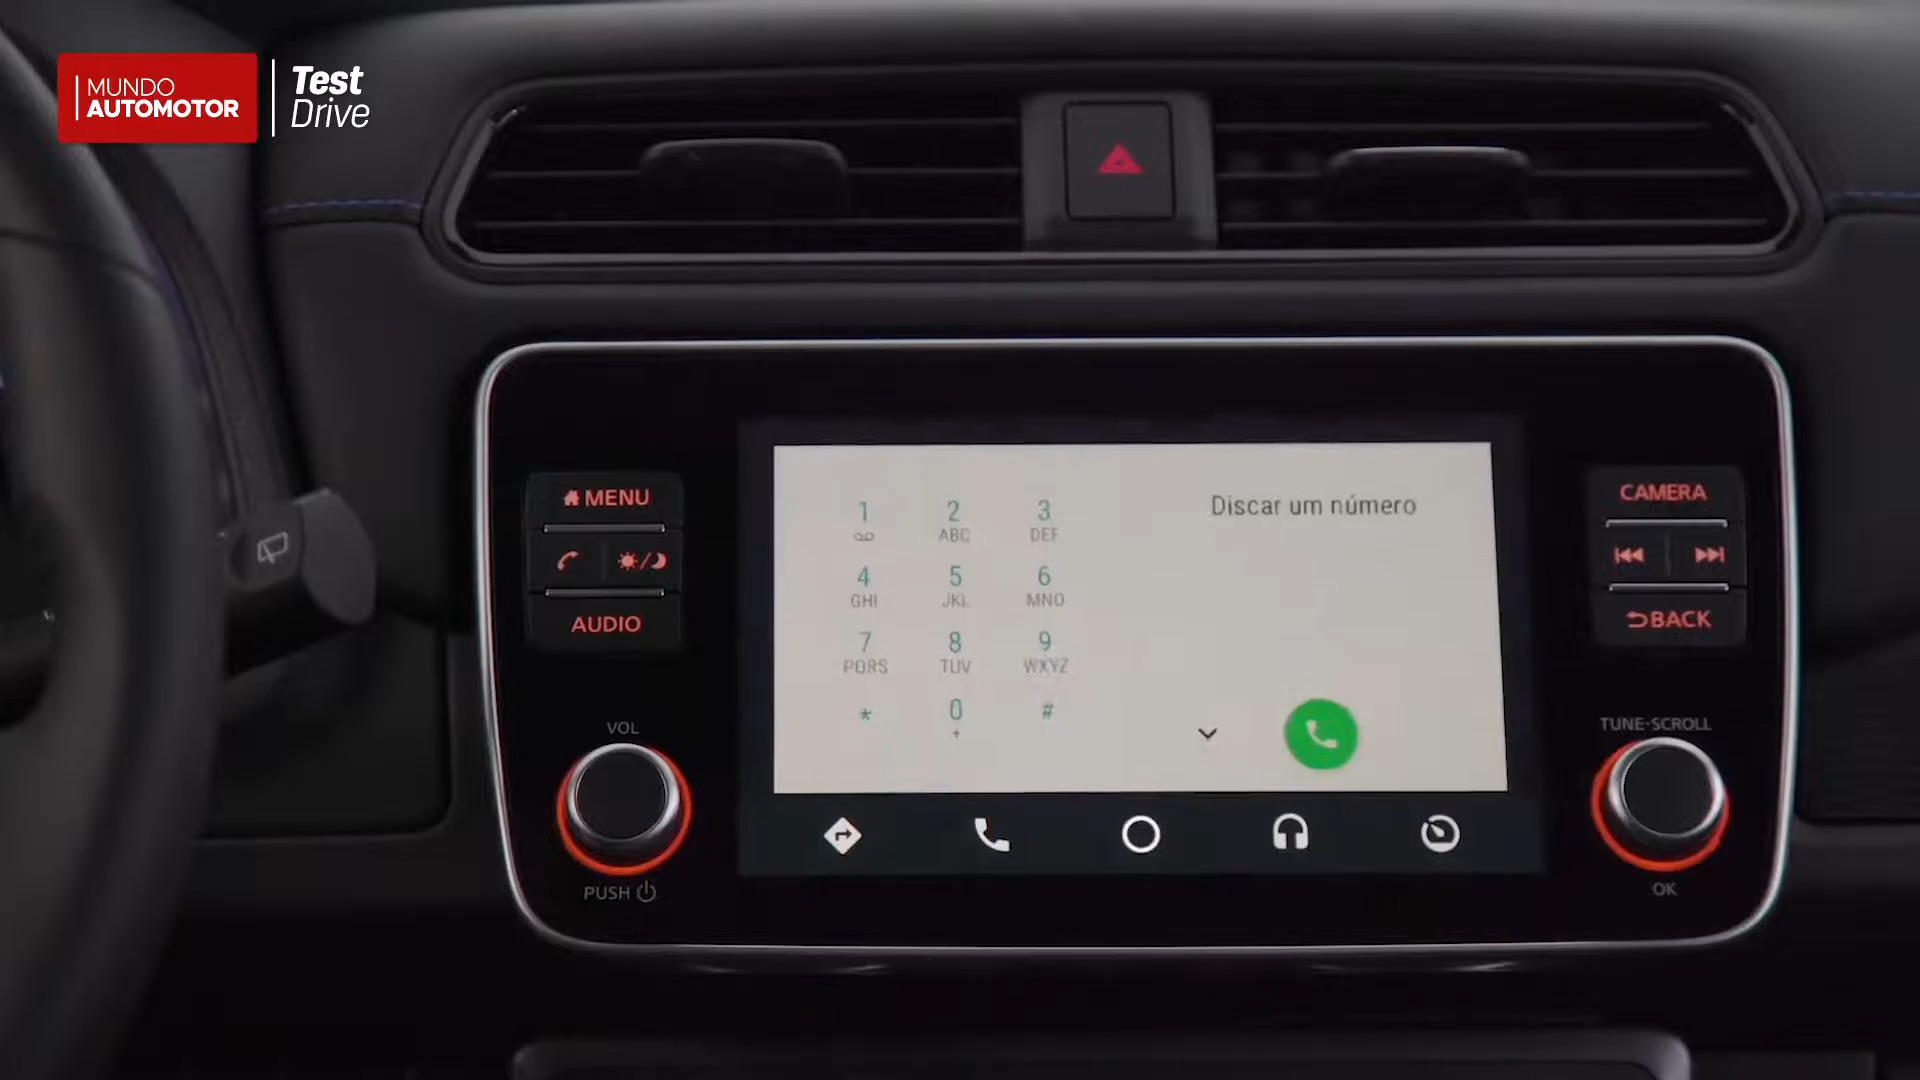 MUNDO
AUTOMOTOR
Test
Drive
MENU
AUDIO
VOL
PUSH
1
2
ABC
3
DEF
4
GHI
5
JKL
6
MNO
7
PQRS
8
TUV
9
WXYZ
*
0
+
#
Discar um número
CAMERA
BACK
TUNE·SCROLL
OK